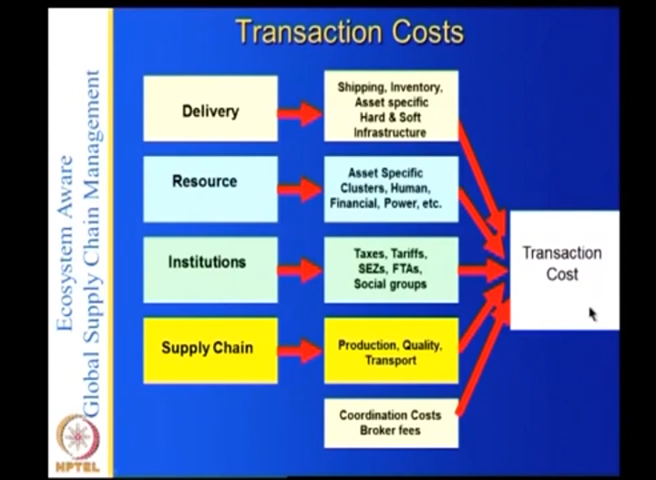 Transaction Costs
Ecosystem Aware
Global Supply Chain Management
Delivery
Shipping, Inventory,
Asset specific
Hard & Soft
Infrastructure
Resource
Asset Specific
Clusters, Human,
Financial, Power, etc.
Institutions
Taxes, Tariffs,
SEZs, FTAs,
Social groups
Supply Chain
Production, Quality,
Transport
Coordination Costs
Broker fees
Transaction
Cost
NPTEL